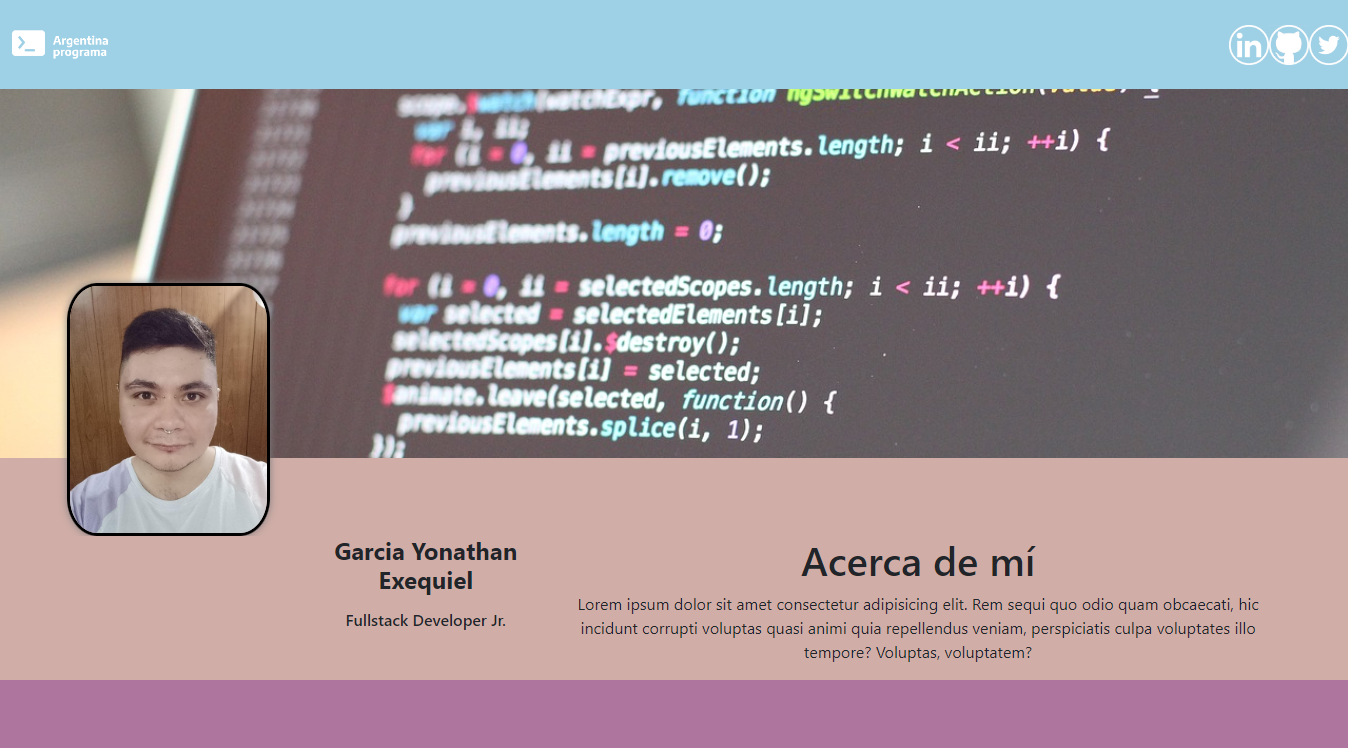 Argentina
programa
scope.$watch(watchExpr, function ngSwitchWatchAction(value) {
var i, ii;
for (i = 0, ii = previousElements.length; i < ii; ++i) {
previousElements[i].remove();
}
previousElements.length = 0;
for (i = 0, ii = selectedScopes.length; i < ii; ++i) {
var selected = selectedElements[i];
selectedScopes[i].$destroy();
previousElements[i] = selected;
$animate.leave(selected, function() {
previousElements.splice(i, 1);
});
Garcia Yonathan
Exequiel
Fullstack Developer Jr.
Acerca de mí
Lorem ipsum dolor sit amet consectetur adipisicing elit. Rem sequi quo odio quam obcaecati, hic
incidunt corrupti voluptas quasi animi quia repellendus veniam, perspiciatis culpa voluptates illo
tempore? Voluptas, voluptatem?